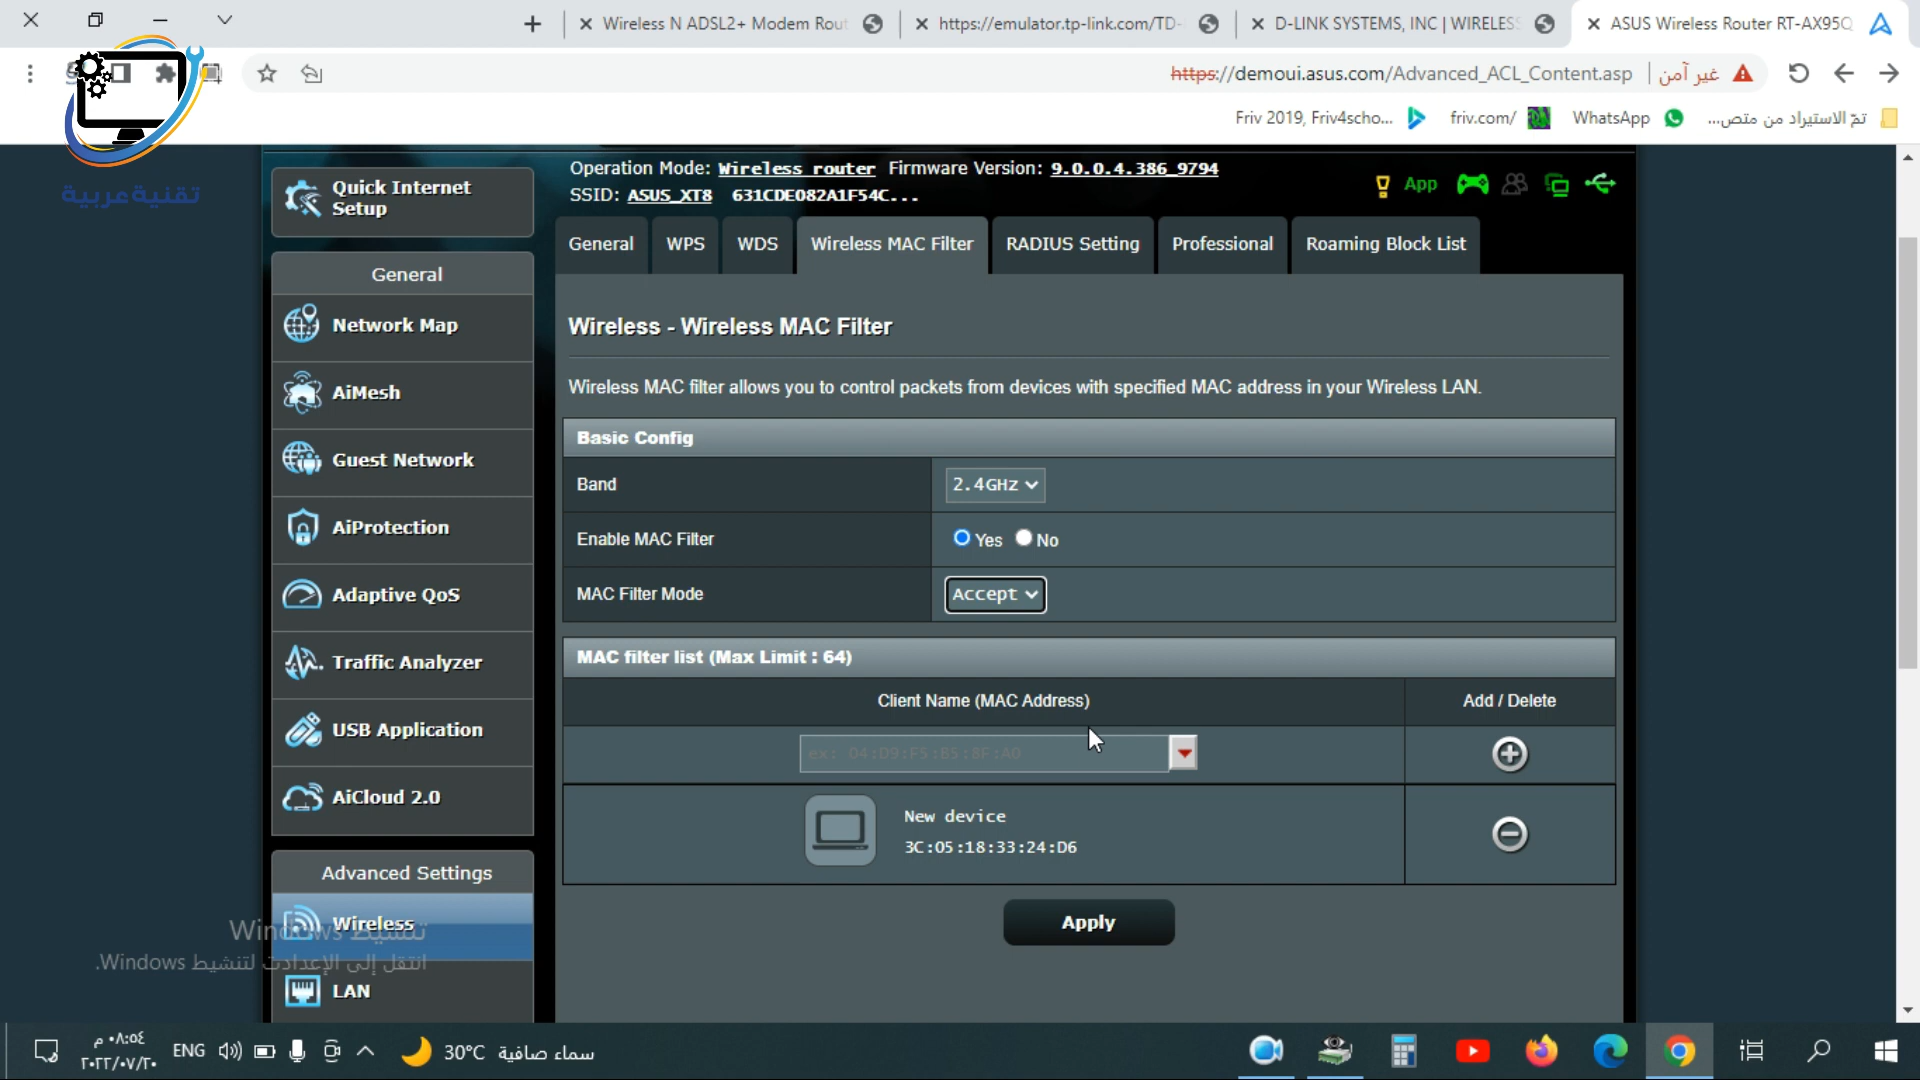 Wireless N ADSL2+ Modem Rout
https://emulator.tp-link.com/TD-
D-LINK SYSTEMS, INC | WIRELESS
ASUS Wireless Router RT-AX95Q
https://demoui.asus.com/Advanced_ACL_Content.asp
غير آمن
Friv 2019, Friv4scho...
friv.com/
WhatsApp
تمّ الاستيراد من متص...
تقنية عربية
Operation Mode: Wireless router Firmware Version: 9.0.0.4.386_9794
SSID: ASUS_XT8 631CDE082A1F54C...
App
Quick Internet
Setup
General
WPS
WDS
Wireless MAC Filter
RADIUS Setting
Professional
Roaming Block List
General
Network Map
AiMesh
Guest Network
AiProtection
Adaptive QoS
Traffic Analyzer
USB Application
AiCloud 2.0
Advanced Settings
Wireless
LAN
Wireless - Wireless MAC Filter
Wireless MAC filter allows you to control packets from devices with specified MAC address in your Wireless LAN.
Basic Config
Band
2.4GHz
Enable MAC Filter
Yes No
MAC Filter Mode
Accept
MAC filter list (Max Limit : 64)
Client Name (MAC Address)
Add / Delete
ex: 04:D9:F5:B5:8F:A0
New device
3C:05:18:33:24:D6
Apply
تنشيط Windows
انتقل إلى الإعدادت لتنشيط Windows.
٠٨:٥٤ م
٢٠٢٢/٠٧/٢٠
ENG
30°C سماء صافية